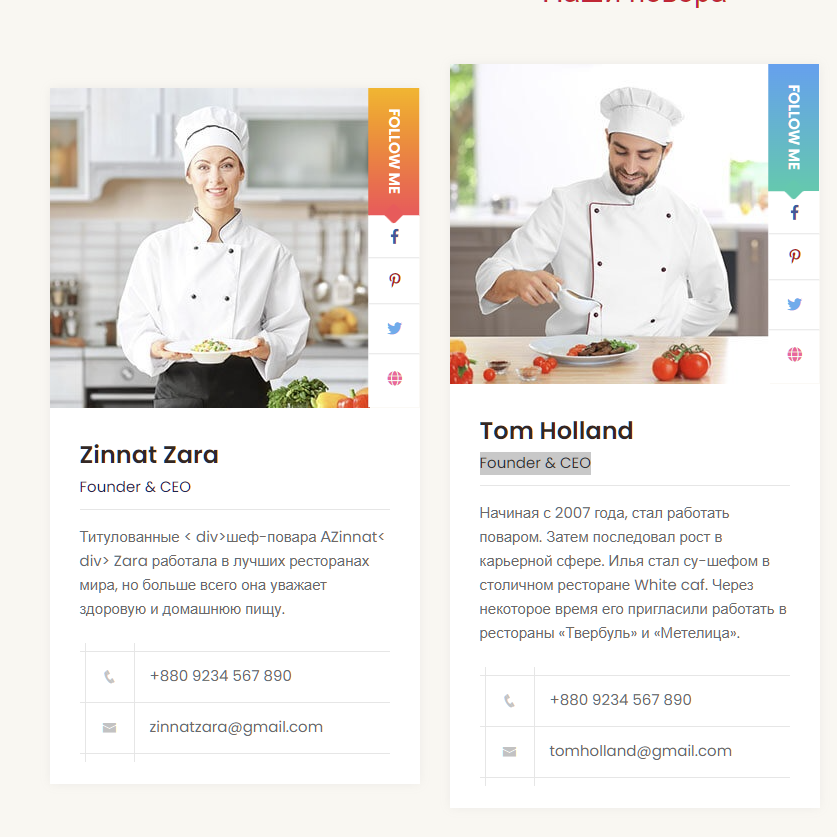 Наши повара
FOLLOW ME
Zinnat Zara
Founder & CEO
Титулованные < div>шеф-повара AZinnat<
div> Zara работала в лучших ресторанах
мира, но больше всего она уважает
здоровую и домашнюю пищу.
+880 9234 567 890
zinnatzara@gmail.com
FOLLOW ME
Tom Holland
Founder & CEO
Начиная с 2007 года, стал работать
поваром. Затем последовал рост в
карьерной сфере. Илья стал су-шефом в
столичном ресторане White caf. Через
некоторое время его пригласили работать в
рестораны «Твербуль» и «Метелица».
+880 9234 567 890
tomholland@gmail.com